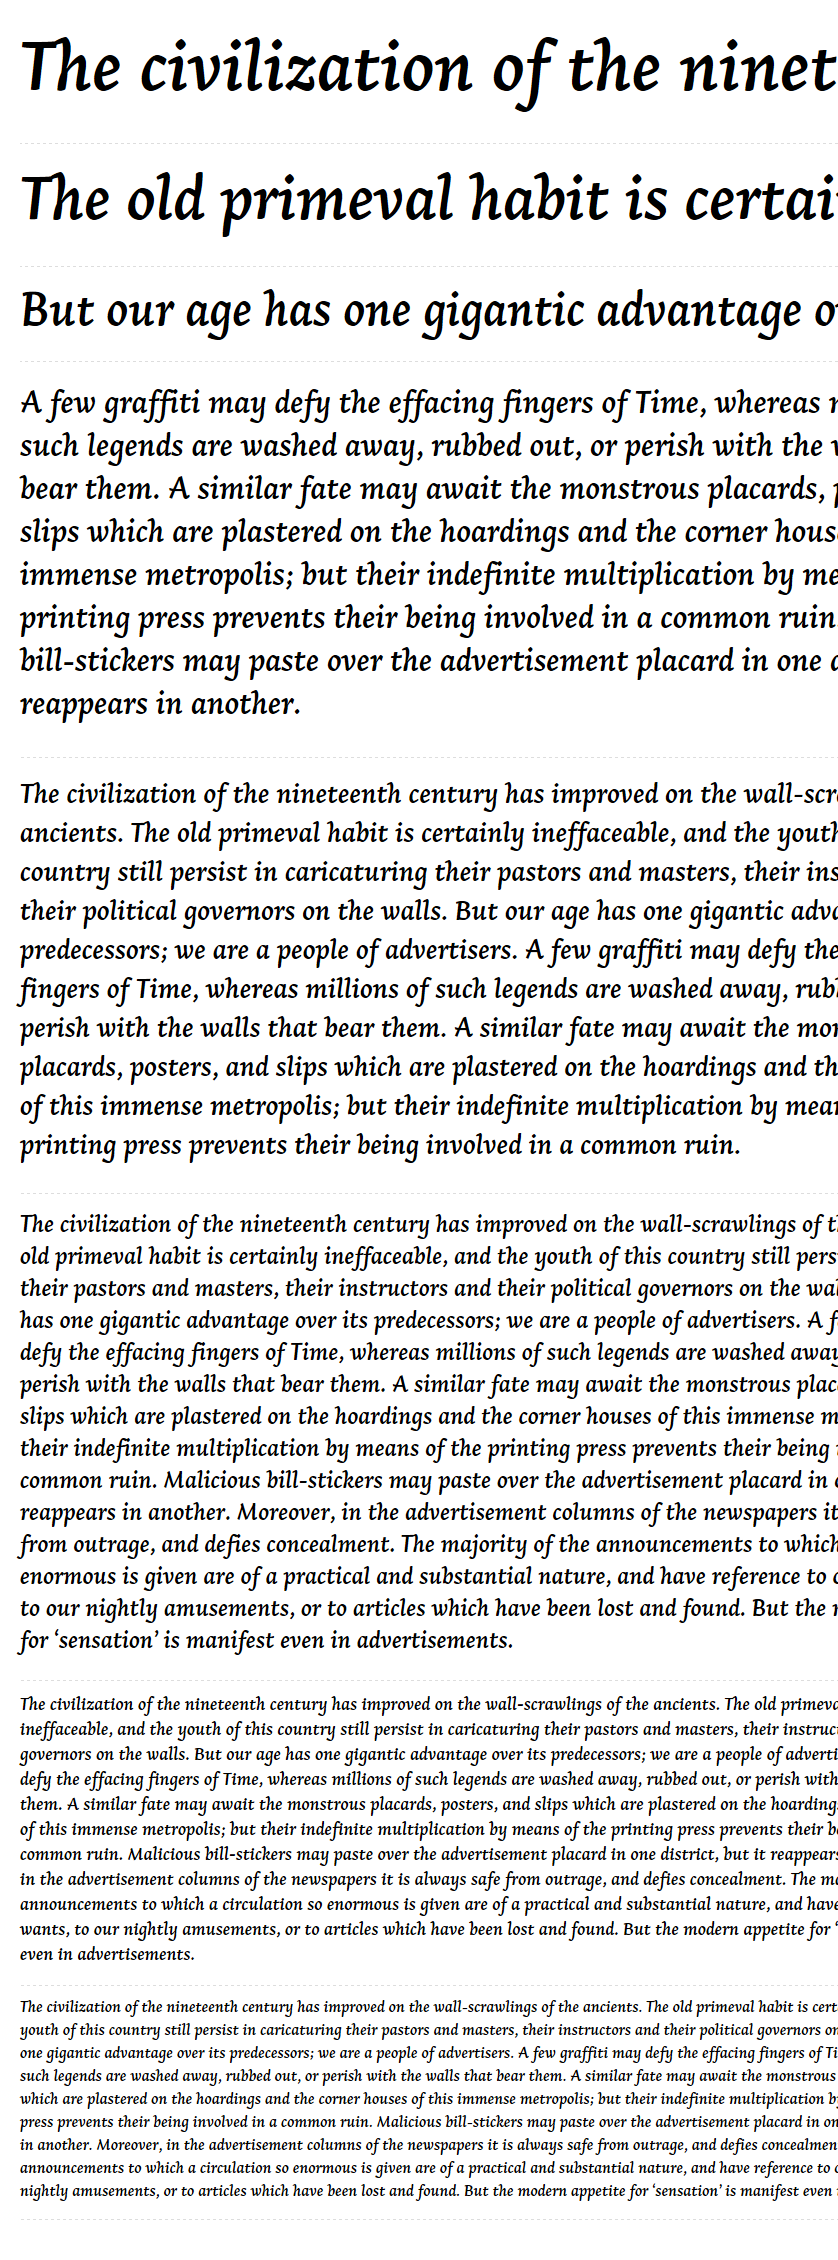 The civilization of the
The old primeval habit is
But our age has one gigantic advantage
A few graffiti may defy the effacing fingers of Time, whereas
such legends are washed away, rubbed out, or perish with the
bear them. A similar fate may await the monstrous placards,
slips which are plastered on the hoardings and the corner
immense metropolis; but their indefinite multiplication by
printing press prevents their being involved in a common ruin.
bill-stickers may paste over the advertisement placard in one
reappears in another.
The civilization of the nineteenth century has improved on the
ancients. The old primeval habit is certainly ineffaceable, and the
country still persist in caricaturing their pastors and masters, their
their political governors on the walls. But our age has one gigantic
predecessors; we are a people of advertisers. A few graffiti may defy the
fingers of Time, whereas millions of such legends are washed away,
perish with the walls that bear them. A similar fate may await the
placards, posters, and slips which are plastered on the hoardings and
of this immense metropolis; but their indefinite multiplication by
printing press prevents their being involved in a common ruin.
The civilization of the nineteenth century has improved on the wall-scrawlings of
old primeval habit is certainly ineffaceable, and the youth of this country still
their pastors and masters, their instructors and their political governors on the
has one gigantic advantage over its predecessors; we are a people of advertisers. A
defy the effacing fingers of Time, whereas millions of such legends are washed
perish with the walls that bear them. A similar fate may await the monstrous
slips which are plastered on the hoardings and the corner houses of this immense
their indefinite multiplication by means of the printing press prevents their being
common ruin. Malicious bill-stickers may paste over the advertisement placard in
reappears in another. Moreover, in the advertisement columns of the newspapers it
from outrage, and defies concealment. The majority of the announcements to which
enormous is given are of a practical and substantial nature, and have reference to
to our nightly amusements, or to articles which have been lost and found. But the
for ‘sensation’ is manifest even in advertisements.
The civilization of the nineteenth century has improved on the wall-scrawlings of the ancients. The old
ineffaceable, and the youth of this country still persist in caricaturing their pastors and masters, their
governors on the walls. But our age has one gigantic advantage over its predecessors; we are a people of
defy the effacing fingers of Time, whereas millions of such legends are washed away, rubbed out, or perish with
them. A similar fate may await the monstrous placards, posters, and slips which are plastered on the
of this immense metropolis; but their indefinite multiplication by means of the printing press prevents their
common ruin. Malicious bill-stickers may paste over the advertisement placard in one district, but it reappears
in the advertisement columns of the newspapers it is always safe from outrage, and defies concealment. The
announcements to which a circulation so enormous is given are of a practical and substantial nature, and have
wants, to our nightly amusements, or to articles which have been lost and found. But the modern appetite for
even in advertisements.
The civilization of the nineteenth century has improved on the wall-scrawlings of the ancients. The old primeval habit is
youth of this country still persist in caricaturing their pastors and masters, their instructors and their political governors on
one gigantic advantage over its predecessors; we are a people of advertisers. A few graffiti may defy the effacing fingers of
such legends are washed away, rubbed out, or perish with the walls that bear them. A similar fate may await the monstrous
which are plastered on the hoardings and the corner houses of this immense metropolis; but their indefinite multiplication
press prevents their being involved in a common ruin. Malicious bill-stickers may paste over the advertisement placard in
in another. Moreover, in the advertisement columns of the newspapers it is always safe from outrage, and defies
announcements to which a circulation so enormous is given are of a practical and substantial nature, and have reference to
nightly amusements, or to articles which have been lost and found. But the modern appetite for ‘sensation’ is manifest even